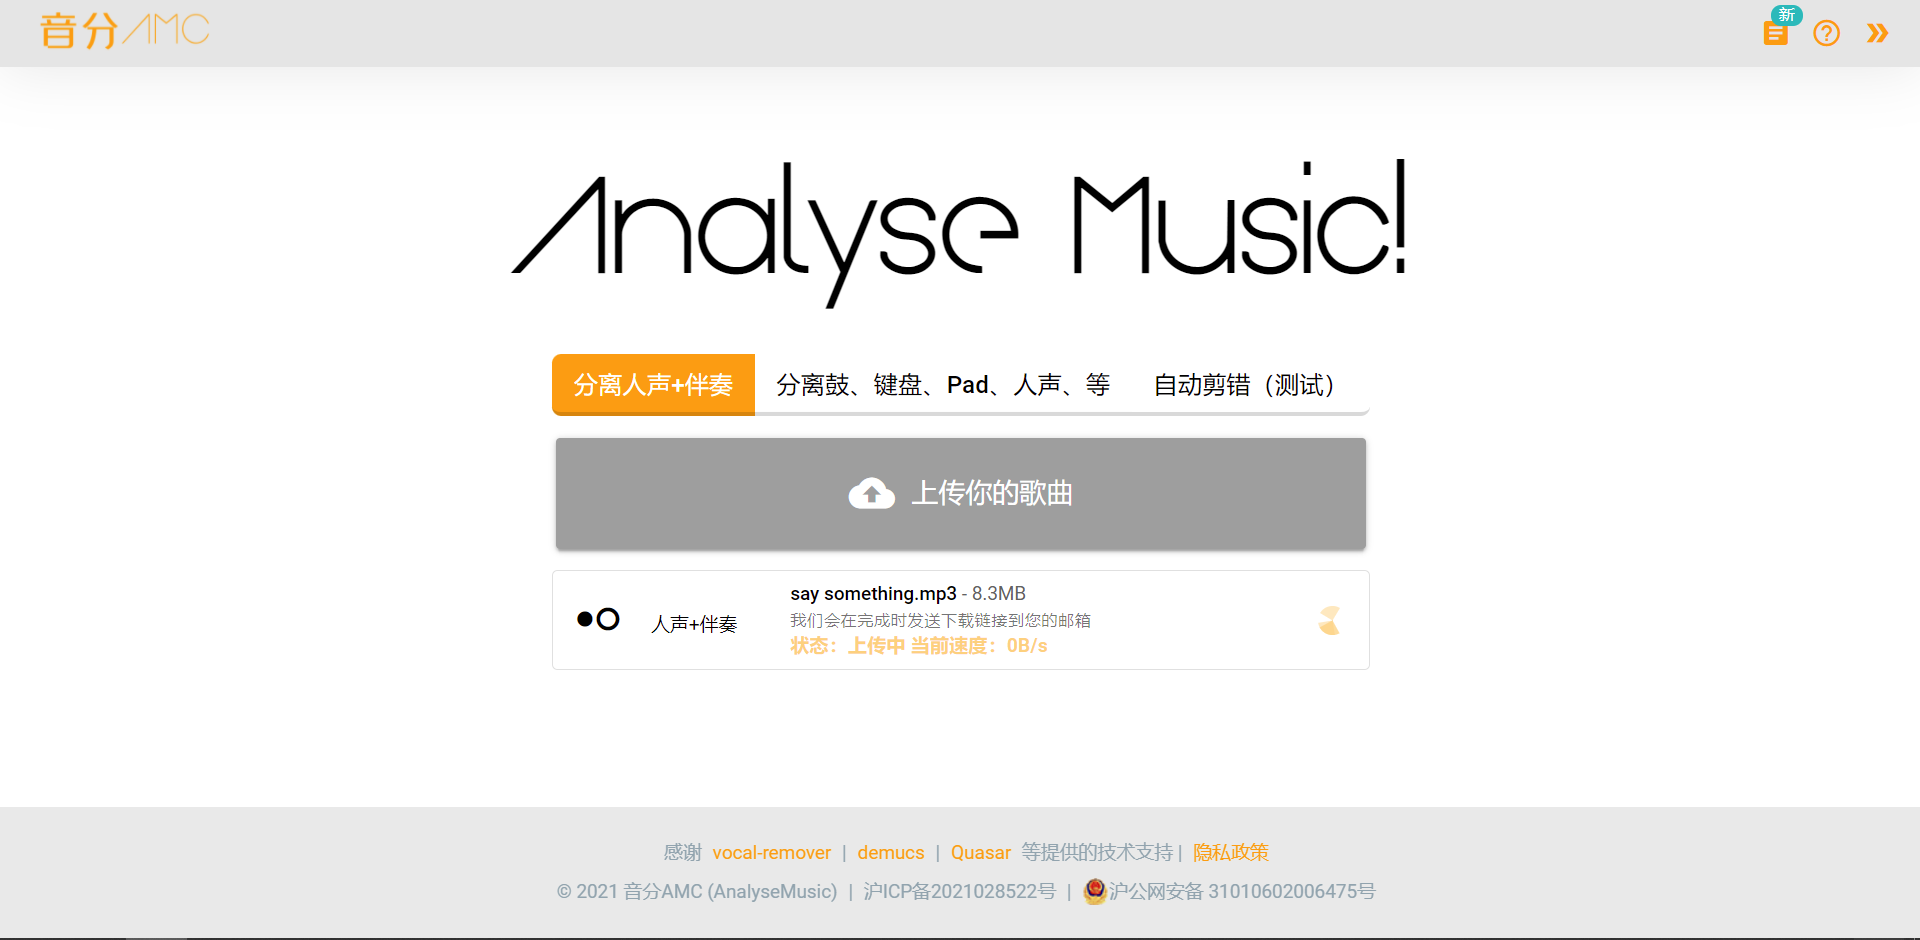 音分AMC
新
Analyse Music!
分离人声+伴奏 分离鼓、键盘、Pad、人声、等 自动剪错（测试）
上传你的歌曲
say something.mp3 - 8.3MB
人声+伴奏
我们会在完成时发送下载链接到您的邮箱
状态：上传中 当前速度：0B/s
感谢 vocal-remover | demucs | Quasar 等提供的技术支持 | 隐私政策
© 2021 音分AMC (AnalyseMusic) | 沪ICP备2021028522号 | 沪公网安备 31010602006475号